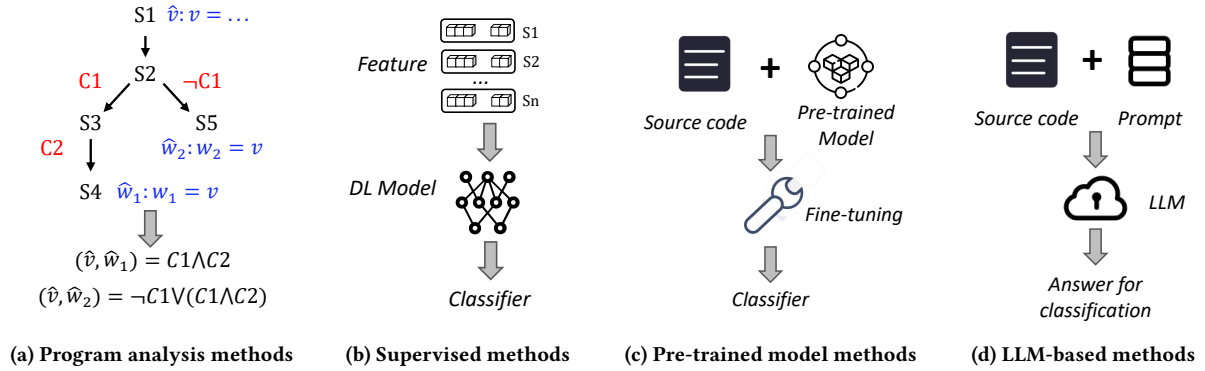 S1 v̂: v = ...
C1 S2 ¬C1
S3 S5
C2 ŵ₂: w₂ = v
S4 ŵ₁: w₁ = v
(v̂, ŵ₁) = C1∧C2
(v̂, ŵ₂) = ¬C1∨(C1∧C2)
(a) Program analysis methods
S1
Feature S2
...
Sn
DL Model
Classifier
(b) Supervised methods
+
Source code Pre-trained
Model
Fine-tuning
Classifier
(c) Pre-trained model methods
+
Source code Prompt
LLM
Answer for
classification
(d) LLM-based methods